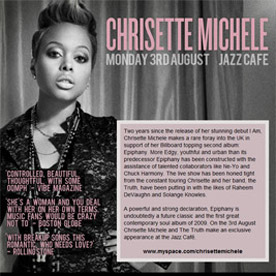 CHRISETTE MICHELE
MONDAY 3RD AUGUST JAZZ CAFE
Two years since the release of her stunning debut I Am,
Chrisette Michele makes a rare foray into the UK in
support of her Billboard topping second album
Epiphany. More Edgy, youthful and urban than its
predecessor Epiphany has been constructed with the
assistance of talented collaborators like Ne-Yo and
Chuck Harmony. The live show has been honed tight
from the constant touring Chrisette and her band, the
Truth, have been putting in with the likes of Raheem
DeVaughn and Solange Knowles.
A powerful and strong declaration, Epiphany is
undoubtedly a future classic and the first great
contemporary soul album of 2009. On the 3rd August
Chrisette Michele and The Truth make an exclusive
appearance at the Jazz Café.
www.myspace.com/chrisettemichele
CONTROLLED, BEAUTIFUL,
THOUGHTFUL, WITH SOME
OOMPH - VIBE MAGAZINE
SHE'S A WOMAN AND YOU DEAL
WITH HER ON HER OWN TERMS.
MUSIC FANS WOULD BE CRAZY
NOT TO - BOSTON GLOBE
WITH BREAKUP SONGS THIS
ROMANTIC, WHO NEEDS LOVE?
- ROLLING STONE